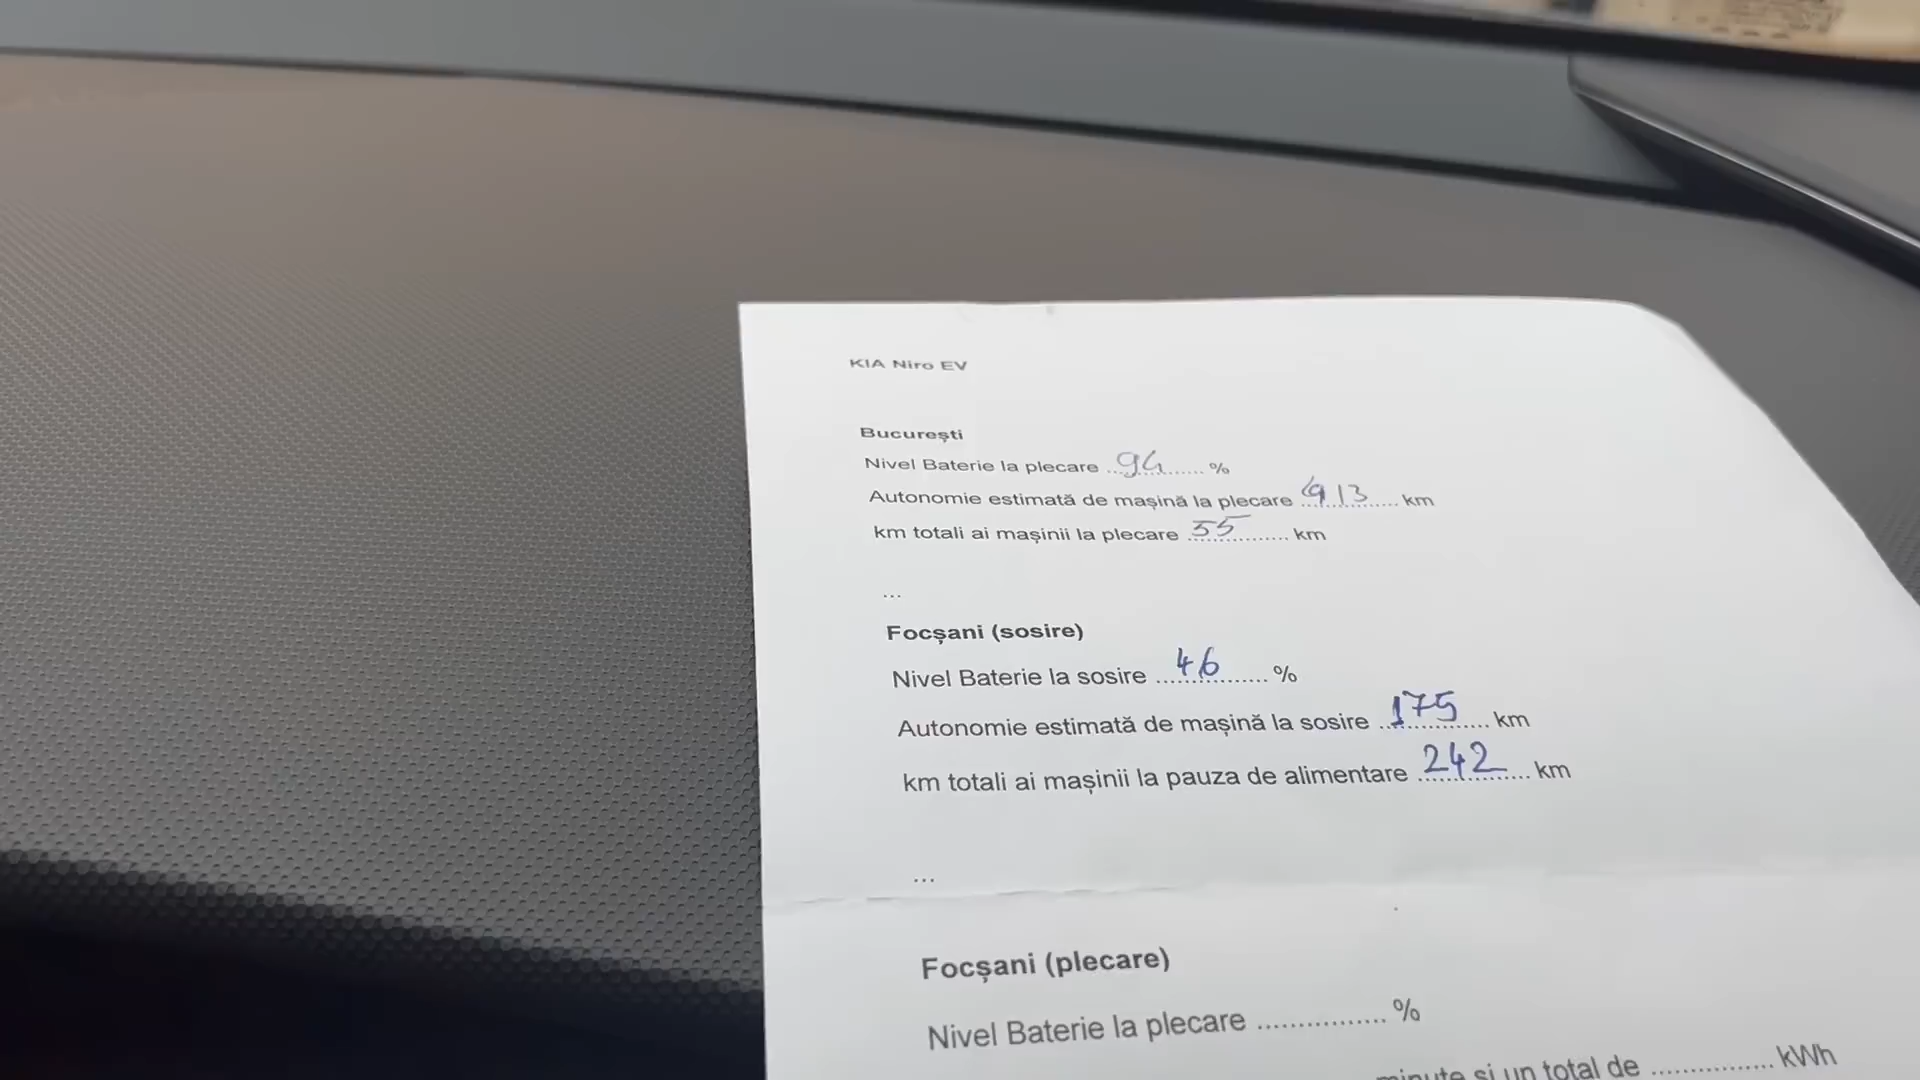 KIA Niro EV
București
Nivel Baterie la plecare ..94........ %
Autonomie estimată de mașină la plecare ..413........ km
km totali ai mașinii la plecare ..55.............. km
...
Focșani (sosire)
Nivel Baterie la sosire ...46............. %
Autonomie estimată de mașină la sosire ..175.............. km
km totali ai mașinii la pauza de alimentare ..242.............. km
...
Focșani (plecare)
Nivel Baterie la plecare ................ %
minute și un total de ................ kWh